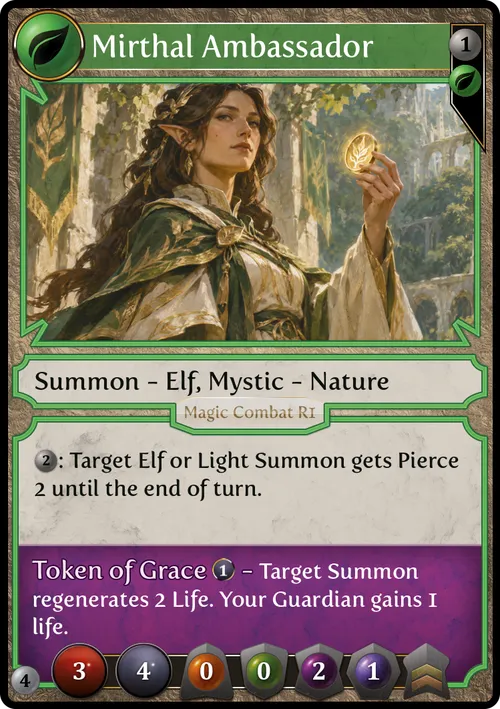 Mirthal Ambassador
1
Summon – Elf, Mystic – Nature
Magic Combat R1
2: Target Elf or Light Summon gets Pierce
2 until the end of turn.
Token of Grace 1 – Target Summon
regenerates 2 Life. Your Guardian gains 1
life.
4 3* 4* 0 0 2 1